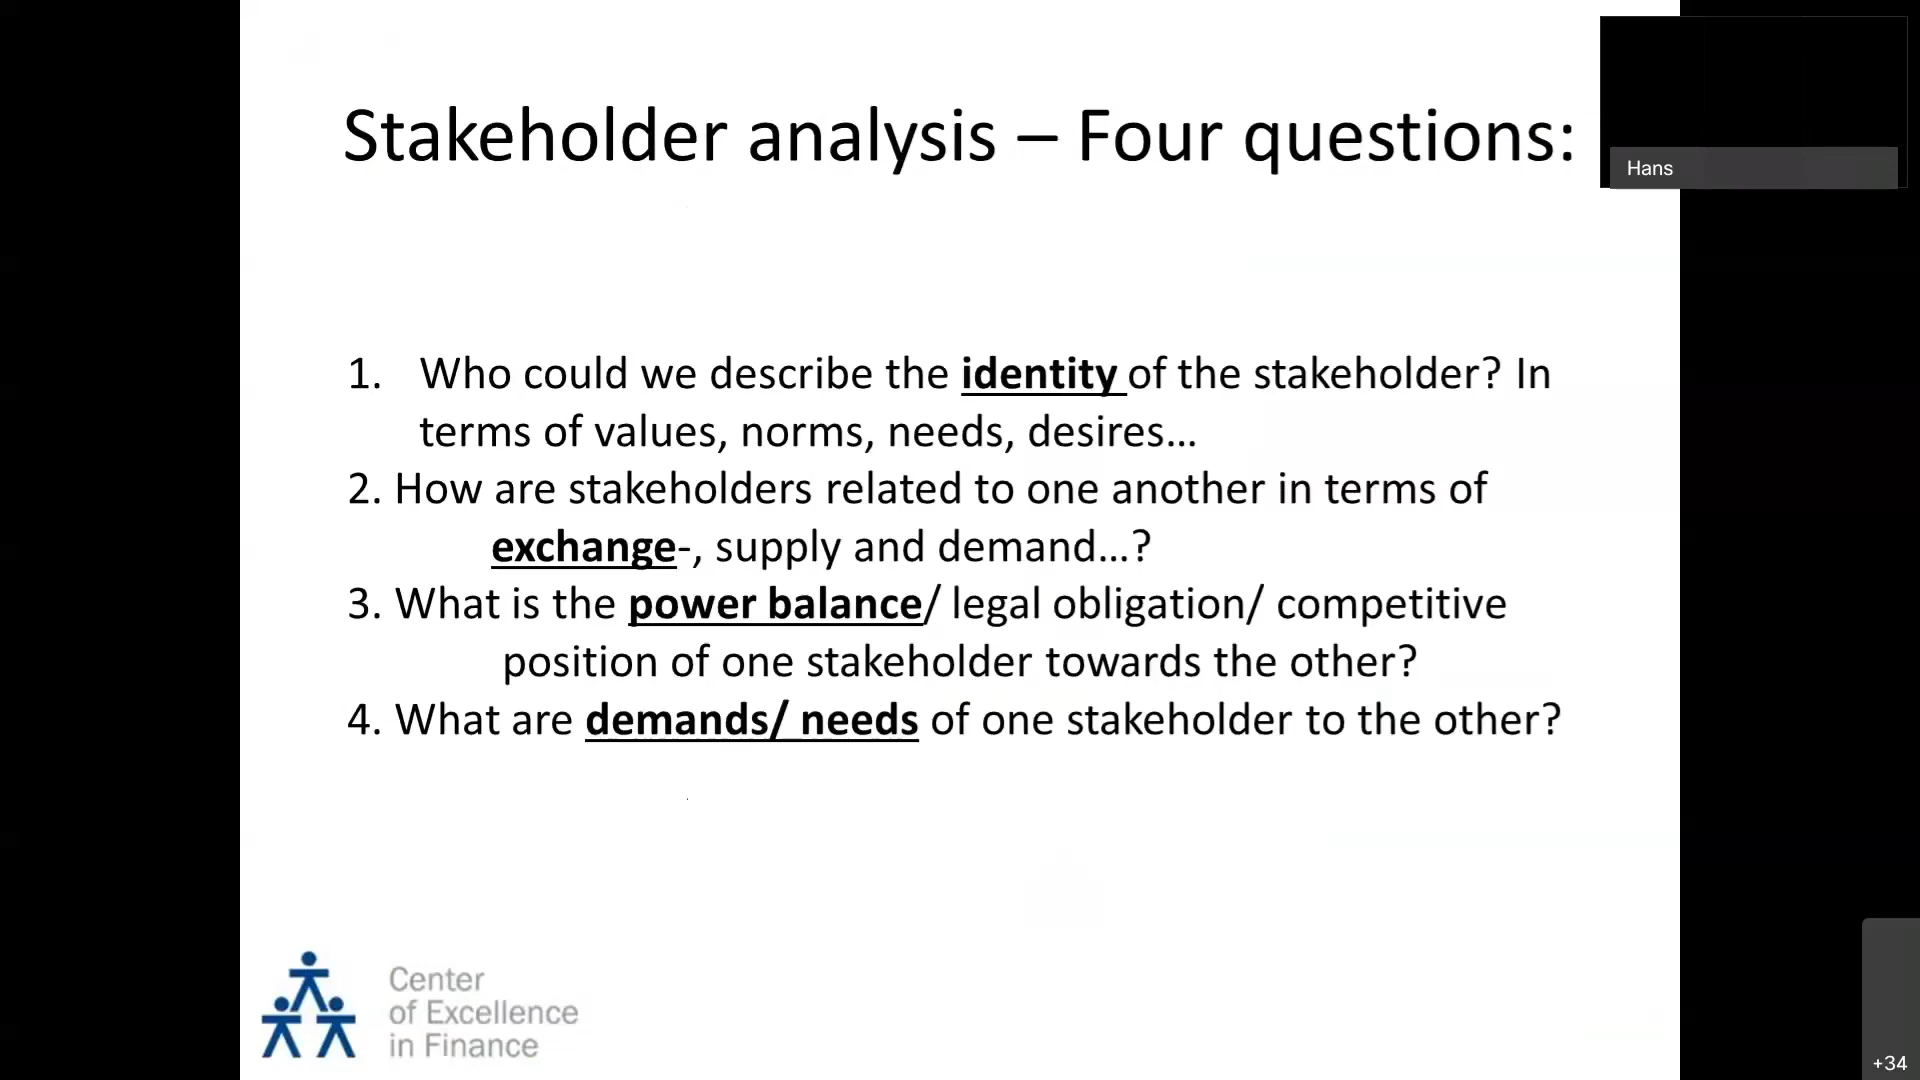 Stakeholder analysis – Four questions:
Hans
1. Who could we describe the identity of the stakeholder? In
terms of values, norms, needs, desires...
2. How are stakeholders related to one another in terms of
exchange-, supply and demand...?
3. What is the power balance/ legal obligation/ competitive
position of one stakeholder towards the other?
4. What are demands/ needs of one stakeholder to the other?
Center
of Excellence
in Finance
+34